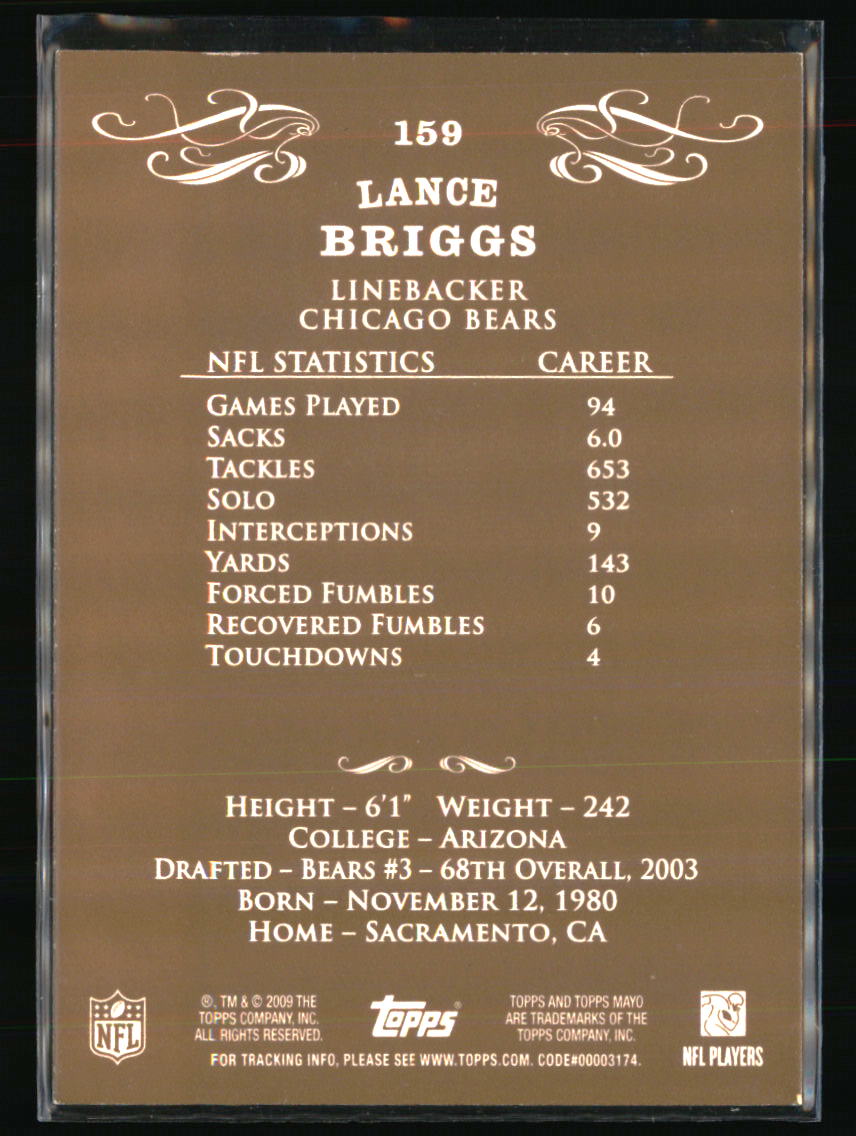 159
LANCE
BRIGGS
LINEBACKER
CHICAGO BEARS
NFL STATISTICS CAREER
GAMES PLAYED 94
SACKS 6.0
TACKLES 653
SOLO 532
INTERCEPTIONS 9
YARDS 143
FORCED FUMBLES 10
RECOVERED FUMBLES 6
TOUCHDOWNS 4
HEIGHT – 6'1" WEIGHT – 242
COLLEGE – ARIZONA
DRAFTED – BEARS #3 – 68TH OVERALL, 2003
BORN – NOVEMBER 12, 1980
HOME – SACRAMENTO, CA
NFL
®, TM & © 2009 THE
TOPPS COMPANY, INC.
ALL RIGHTS RESERVED.
Topps®
TOPPS AND TOPPS MAYO
ARE TRADEMARKS OF THE
TOPPS COMPANY, INC.
NFL PLAYERS
FOR TRACKING INFO, PLEASE SEE WWW.TOPPS.COM. CODE#00003174.